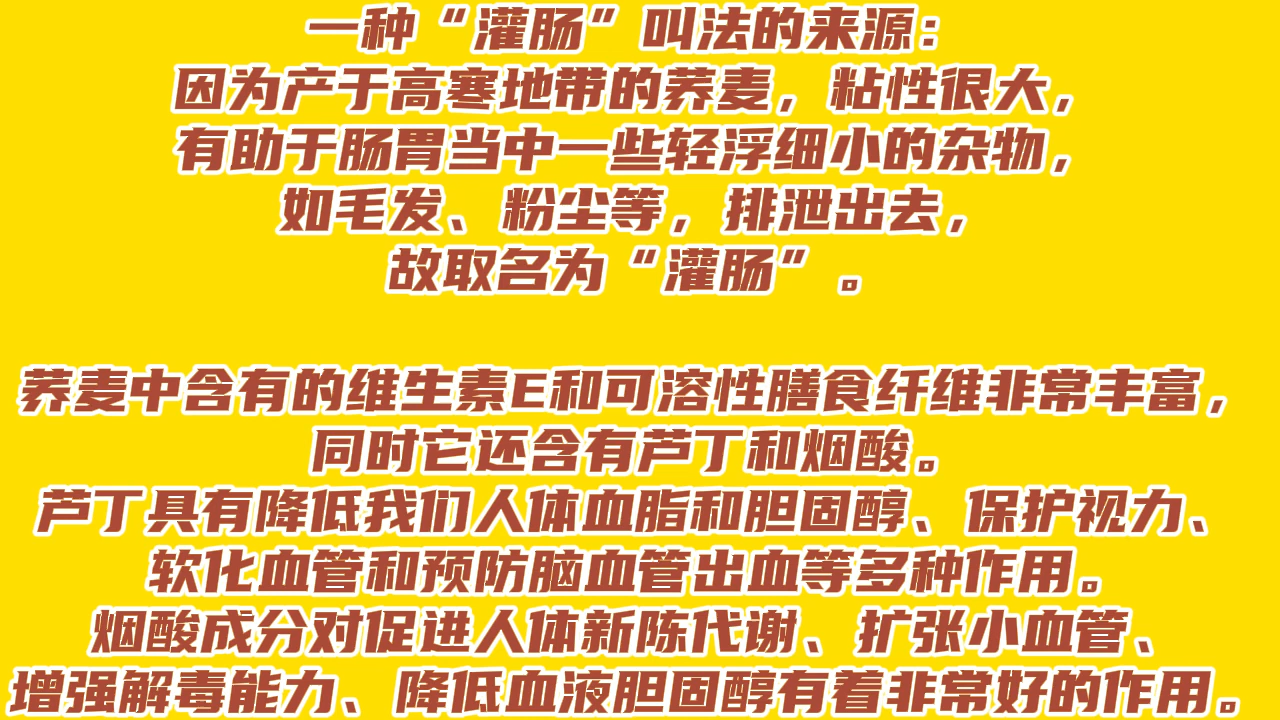 一种“灌肠”叫法的来源：
因为产于高寒地带的荞麦，粘性很大，
有助于肠胃当中一些轻浮细小的杂物，
如毛发、粉尘等，排泄出去，
故取名为“灌肠”。
荞麦中含有的维生素E和可溶性膳食纤维非常丰富，
同时它还含有芦丁和烟酸。
芦丁具有降低我们人体血脂和胆固醇、保护视力、
软化血管和预防脑血管出血等多种作用。
烟酸成分对促进人体新陈代谢、扩张小血管、
增强解毒能力、降低血液胆固醇有着非常好的作用。